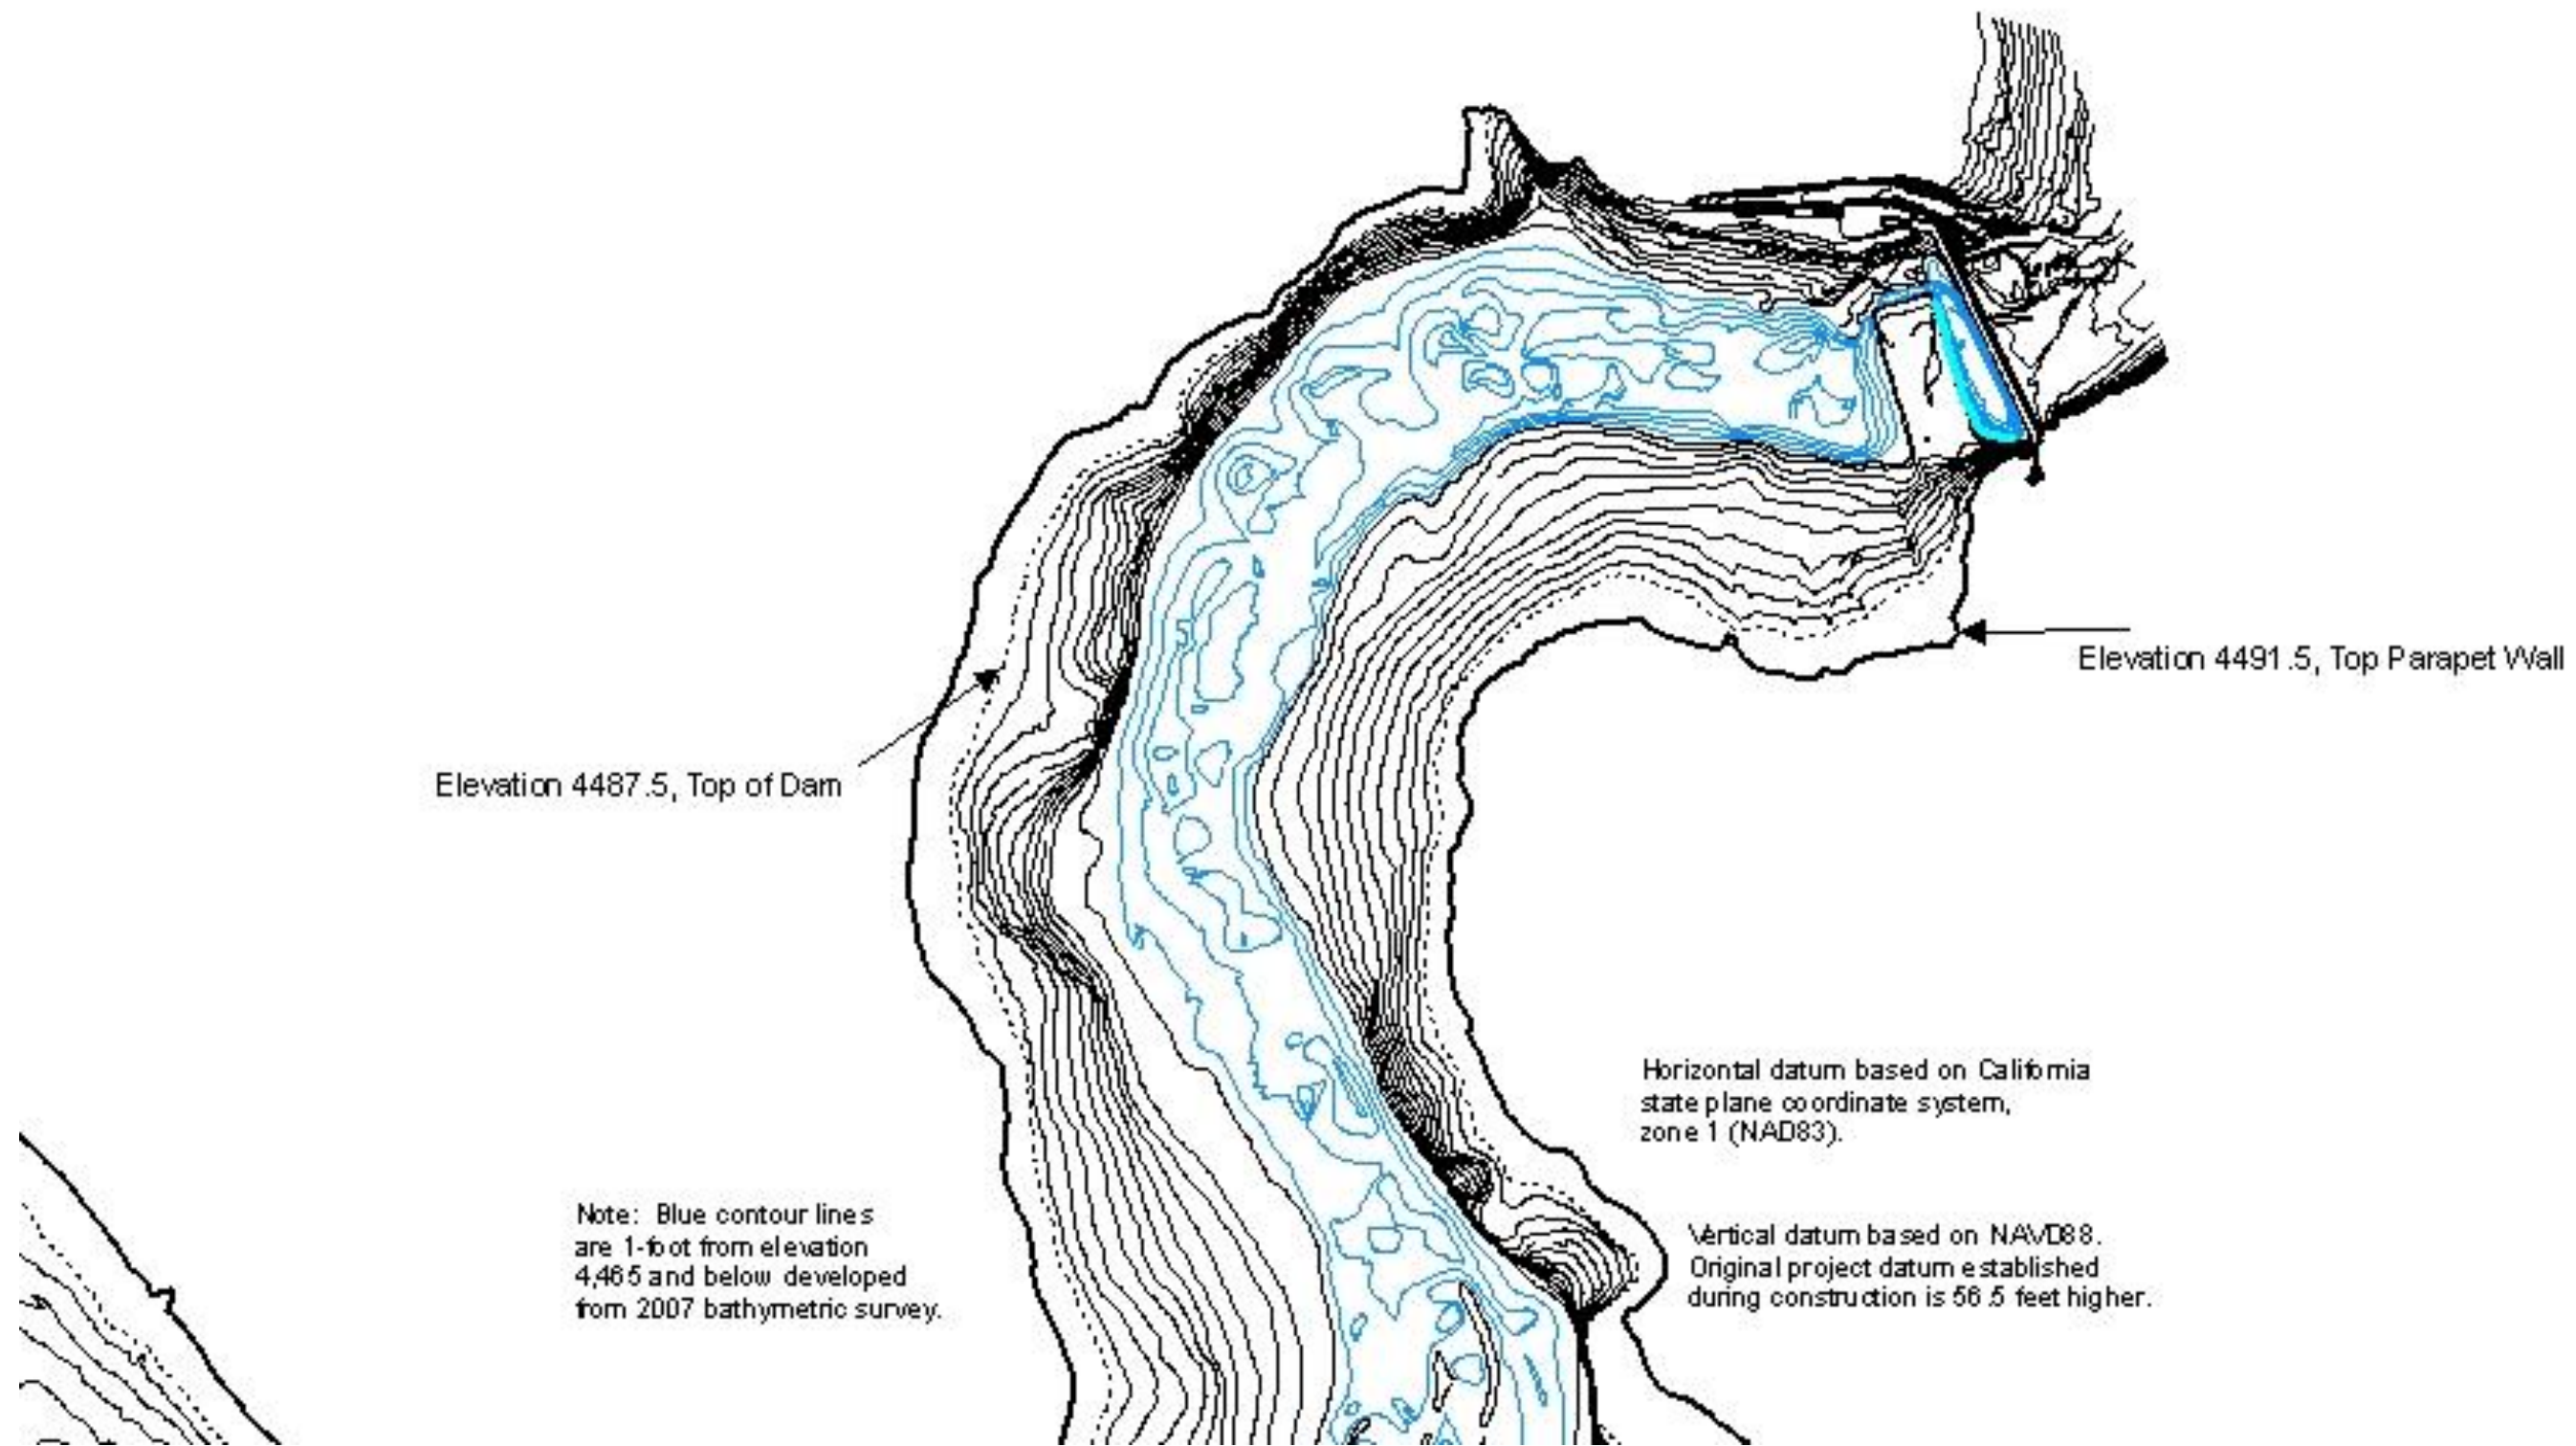 Elevation 4491.5, Top Parapet Wall
Elevation 4487.5, Top of Dam
Horizontal datum based on California
state plane coordinate system,
zone 1 (NAD83).
Note: Blue contour lines
are 1-foot from elevation
4,465 and below developed
from 2007 bathymetric survey.
Vertical datum based on NAVD88.
Original project datum established
during construction is 56.5 feet higher.